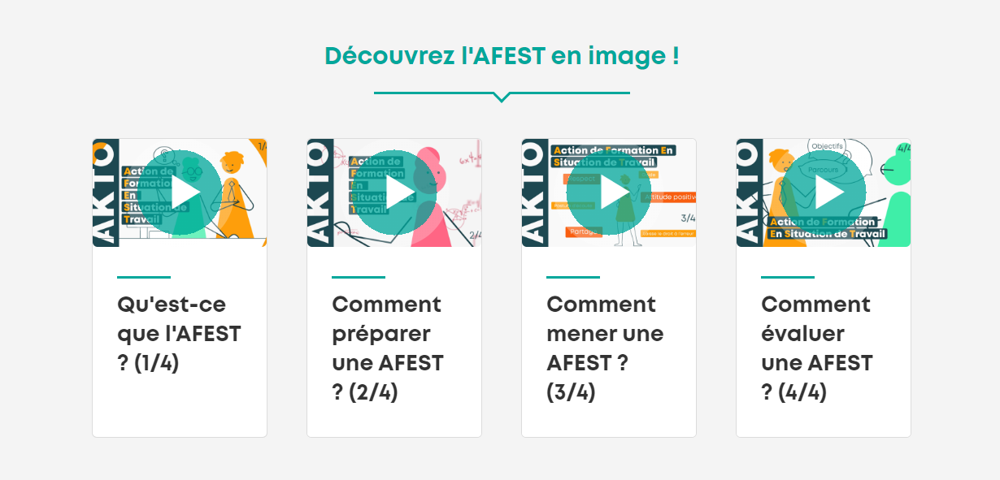 Découvrez l'AFEST en image !
AKTO
1/4
Action de
Formation
En
Situation de
Travail
Qu'est-ce
que l'AFEST
? (1/4)
AKTO
Action de
Formation
En
Situation de
Travail
6x4
2/4
Comment
préparer
une AFEST
? (2/4)
AKTO
Action de Formation En
Situation de Travail
Respect
Attitude positive
3/4
Partage
Comment
mener une
AFEST ?
(3/4)
AKTO
Objectifs
4/4
Parcours
Action de Formation
En Situation de Travail
Comment
évaluer
une AFEST
? (4/4)